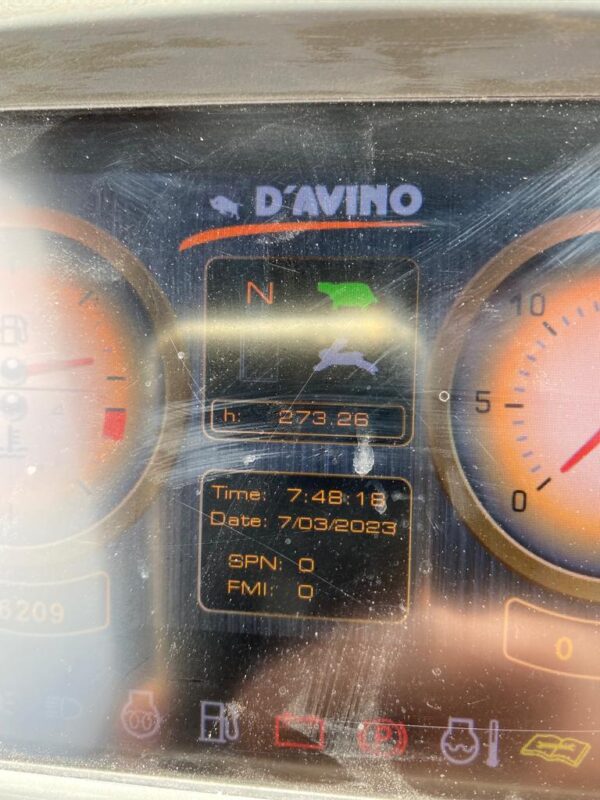 D'AVINO
N
h: 273.26
10
5
0
Time: 7:48:18
Date: 7/03/2023
SPN: 0
FMI: 0
6209
0
P